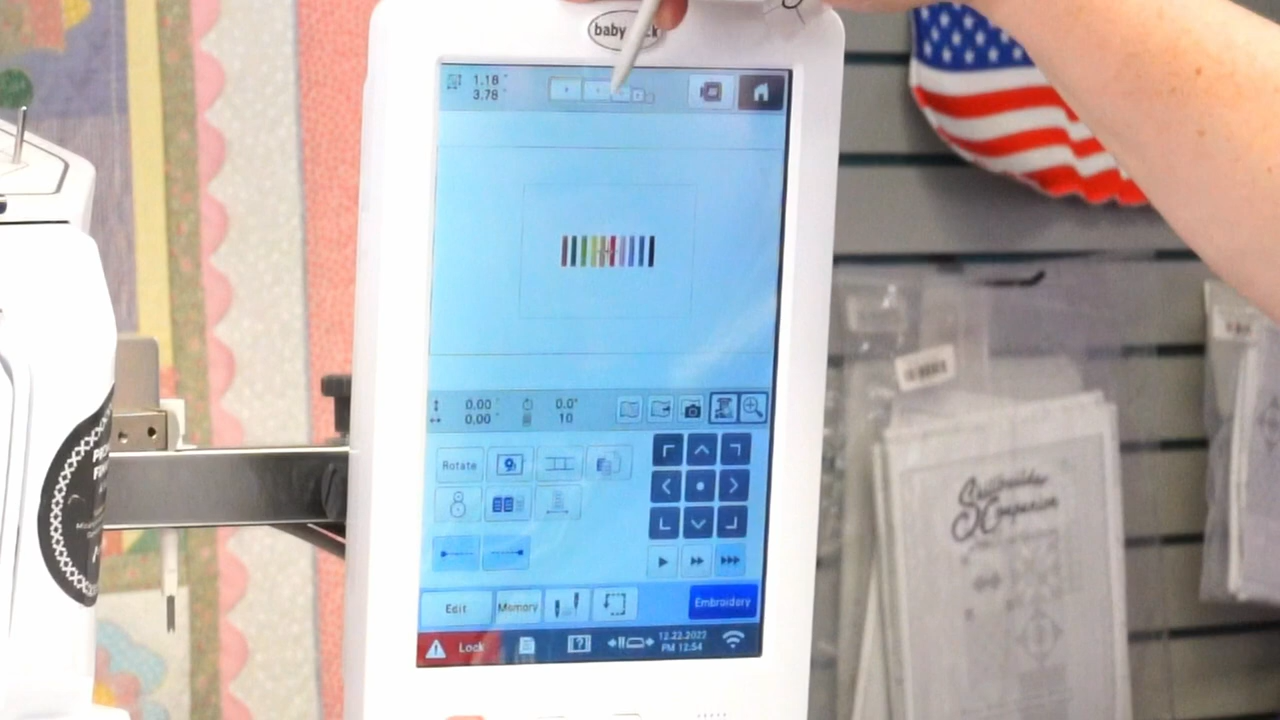 baby
1.18 "
3.78 "
0.00 "
0.00 "
0.0°
10
Rotate
Edit
Memory
Embroidery
Lock
12.22.2022
PM 12:54
Companion